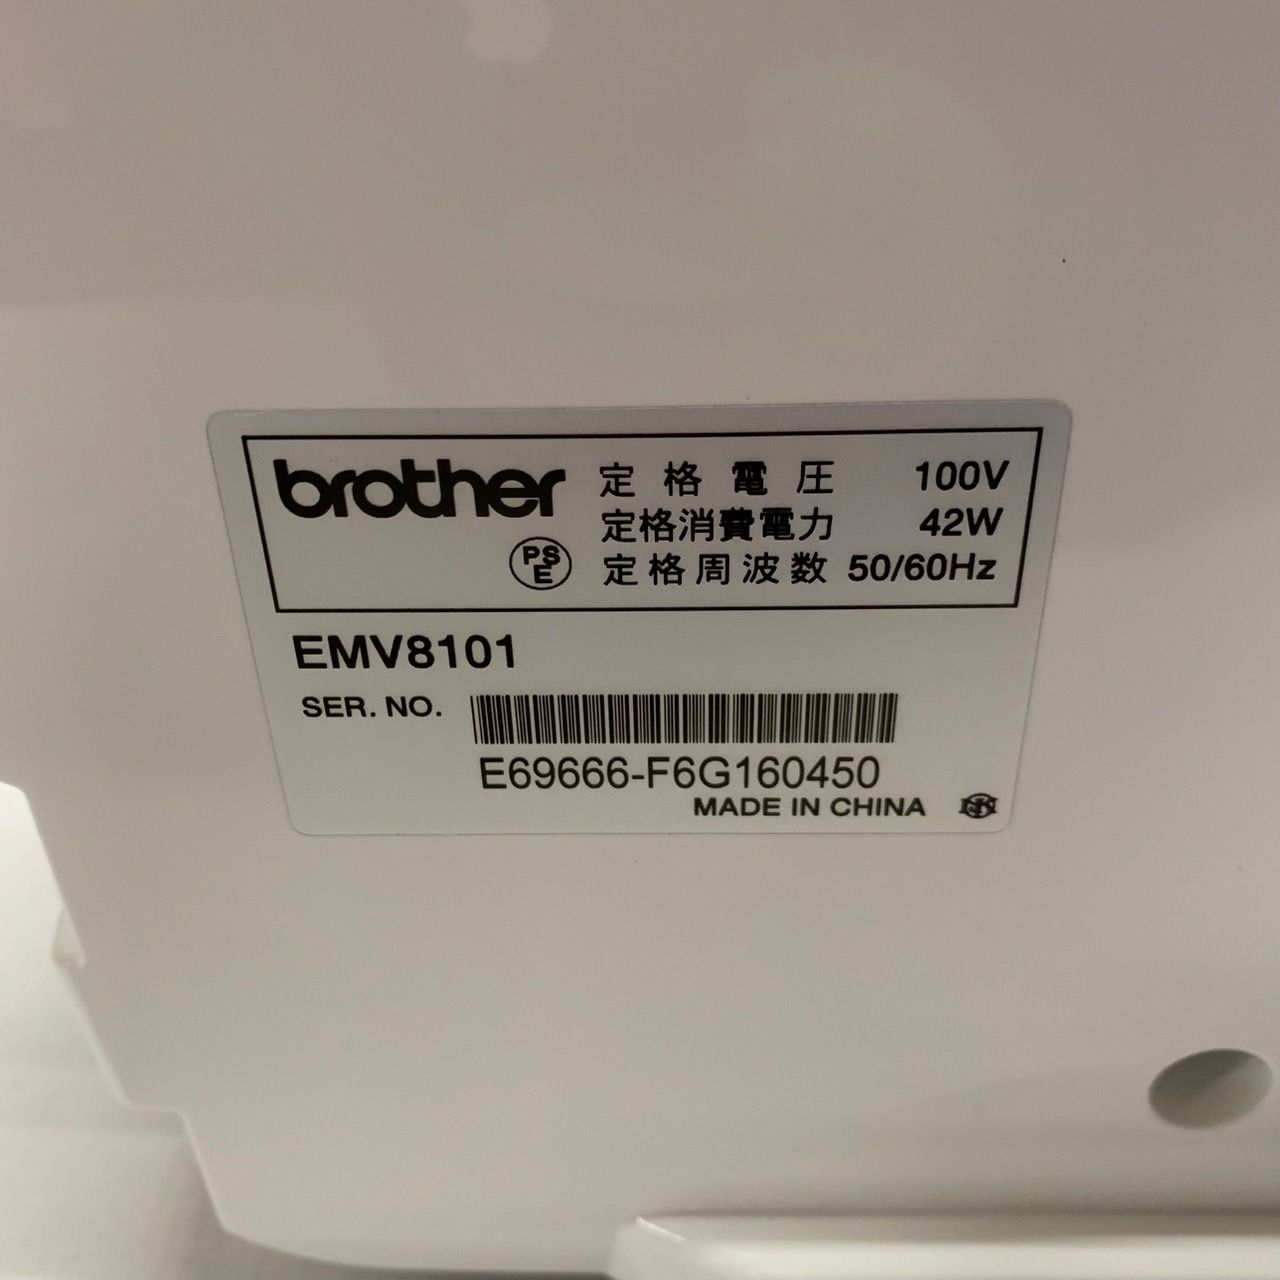 brother
定格電圧 100V
定格消費電力 42W
定格周波数 50/60Hz
PS
E
EMV8101
SER. NO.
E69666-F6G160450
MADE IN CHINA